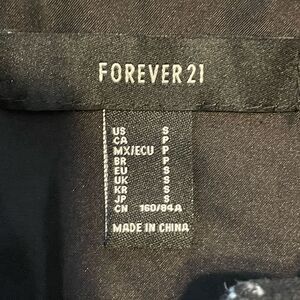 FOREVER 21
US S
CA P
MX/ECU P
BR P
EU S
UK S
KR S
JP S
CN 160/84A
MADE IN CHINA